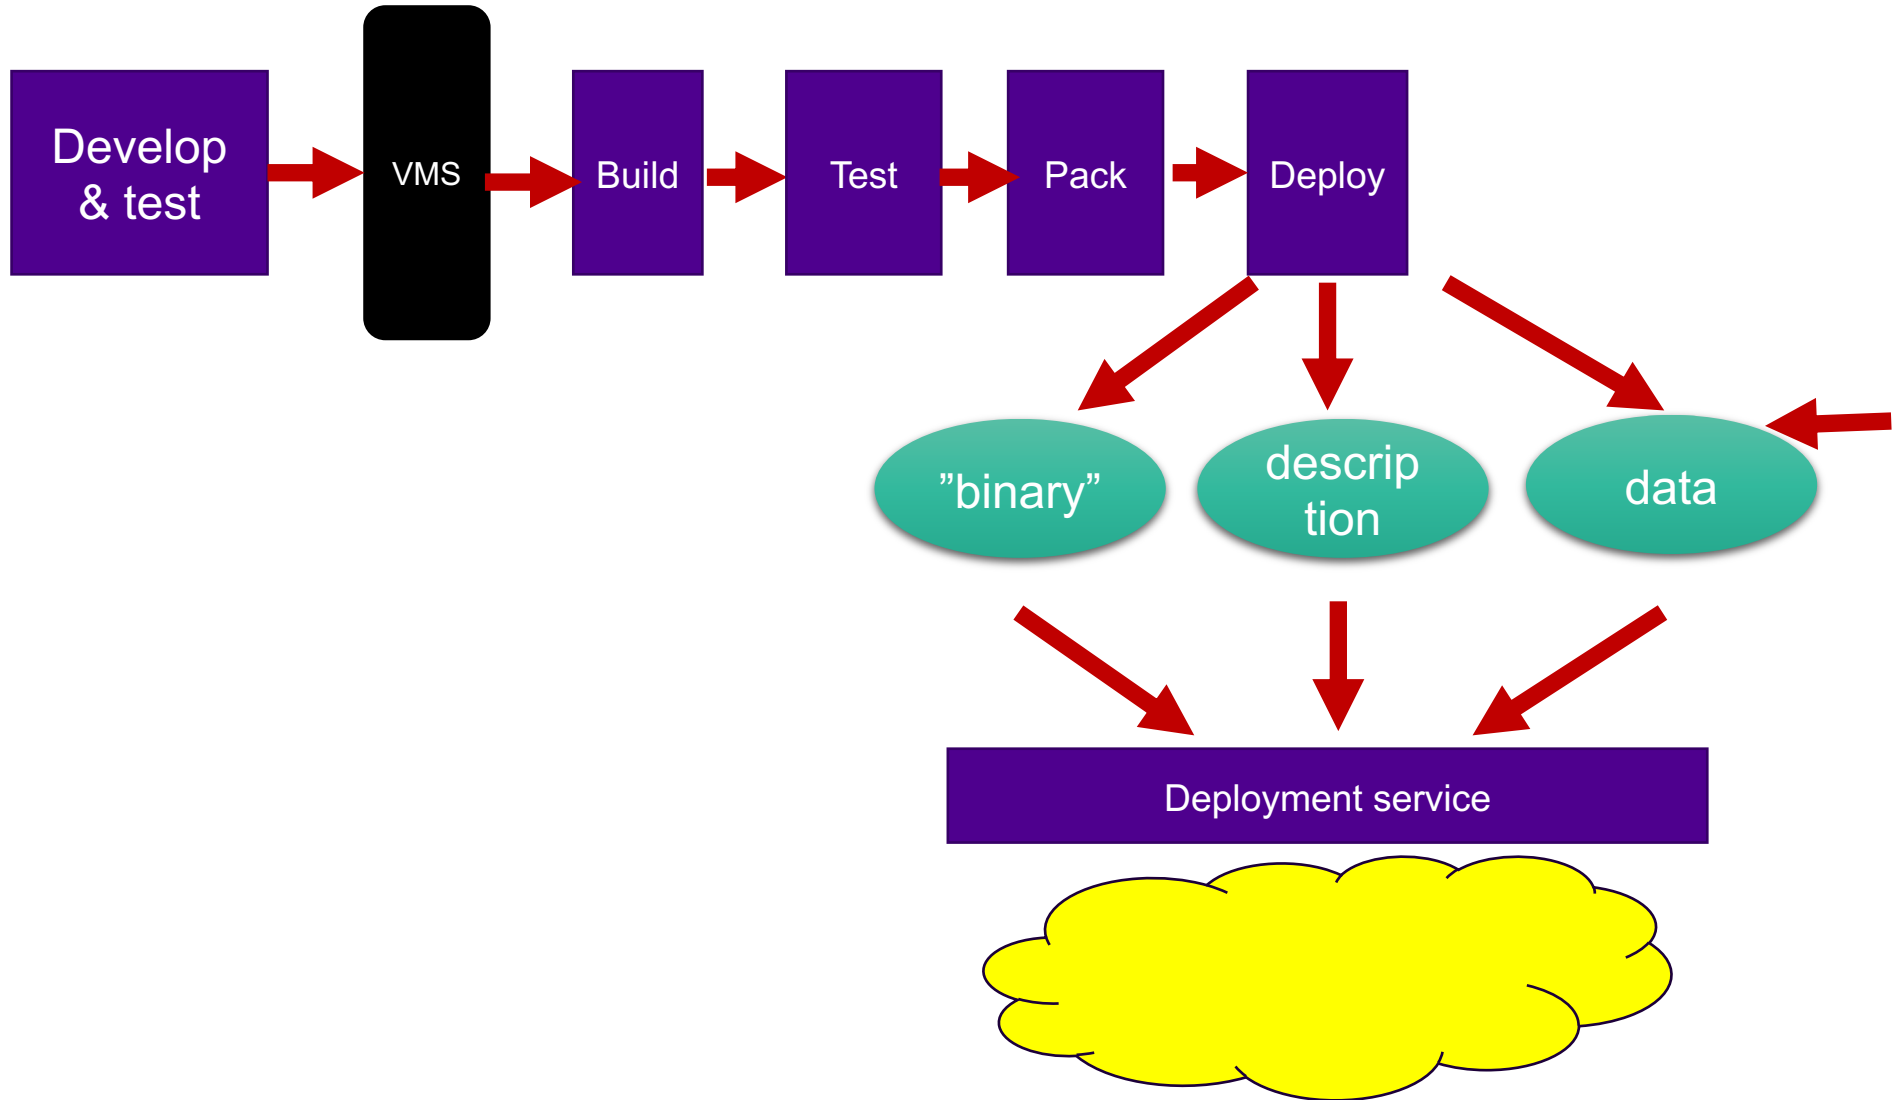 Develop
& test
VMS
Build
Test
Pack
Deploy
”binary”
descrip
tion
data
Deployment service